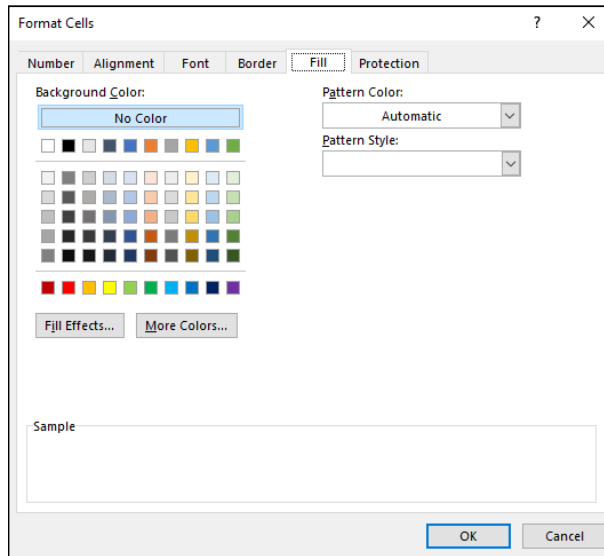 Format Cells ? ×
Number Alignment Font Border Fill Protection
Background Color: Pattern Color:
No Color Automatic
Pattern Style:
Fill Effects... More Colors...
Sample
OK Cancel